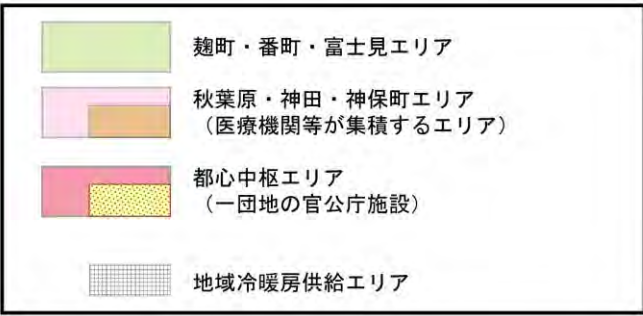 麹町・番町・富士見エリア
秋葉原・神田・神保町エリア
（医療機関等が集積するエリア）
都心中枢エリア
（一団地の官公庁施設）
地域冷暖房供給エリア